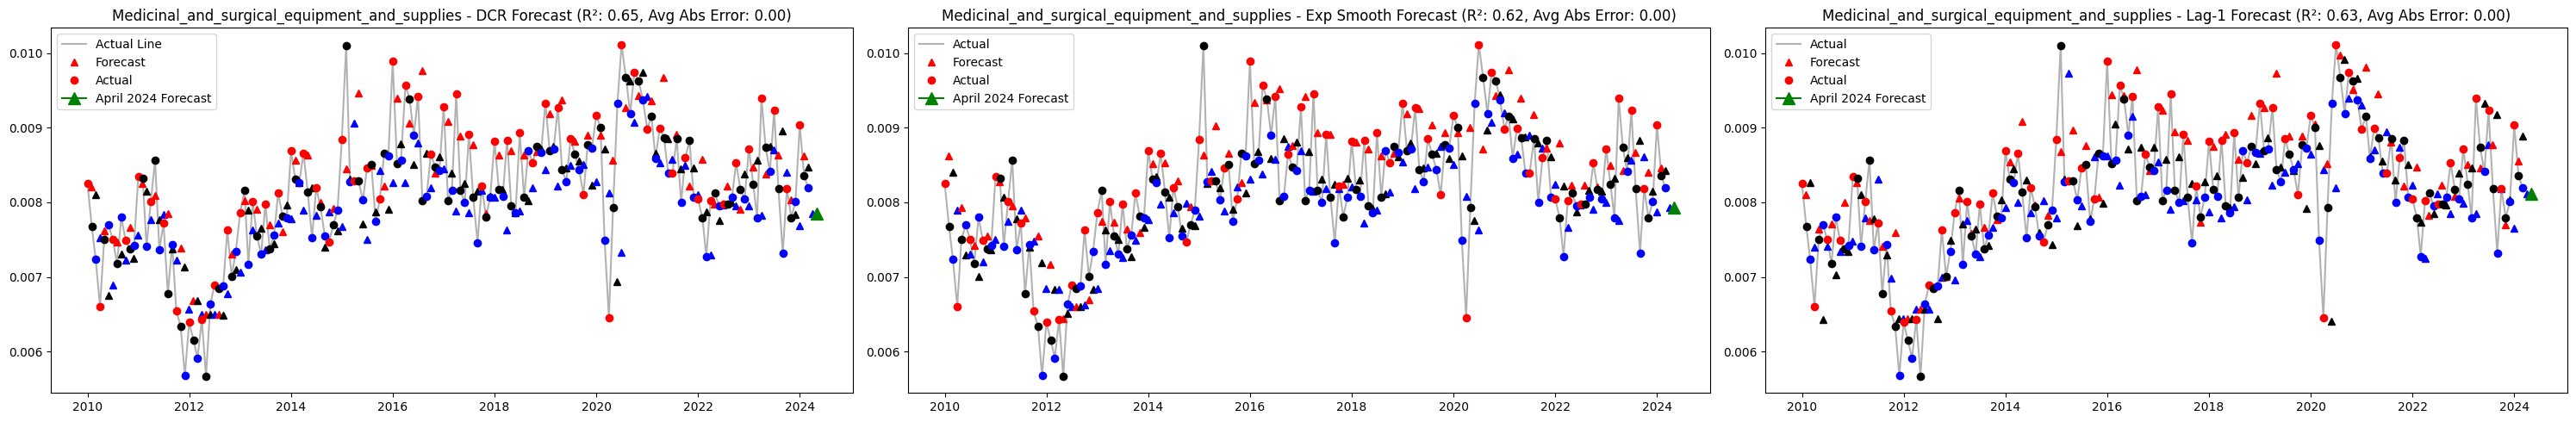 Medicinal_and_surgical_equipment_and_supplies - DCR Forecast (R²: 0.65, Avg Abs Error: 0.00)
Actual Line
Forecast
Actual
April 2024 Forecast
0.010
0.009
0.008
0.007
0.006
2010 2012 2014 2016 2018 2020 2022 2024
Medicinal_and_surgical_equipment_and_supplies - Exp Smooth Forecast (R²: 0.62, Avg Abs Error: 0.00)
Actual
Forecast
Actual
April 2024 Forecast
0.010
0.009
0.008
0.007
0.006
2010 2012 2014 2016 2018 2020 2022 2024
Medicinal_and_surgical_equipment_and_supplies - Lag-1 Forecast (R²: 0.63, Avg Abs Error: 0.00)
Actual
Forecast
Actual
April 2024 Forecast
0.010
0.009
0.008
0.007
0.006
2010 2012 2014 2016 2018 2020 2022 2024